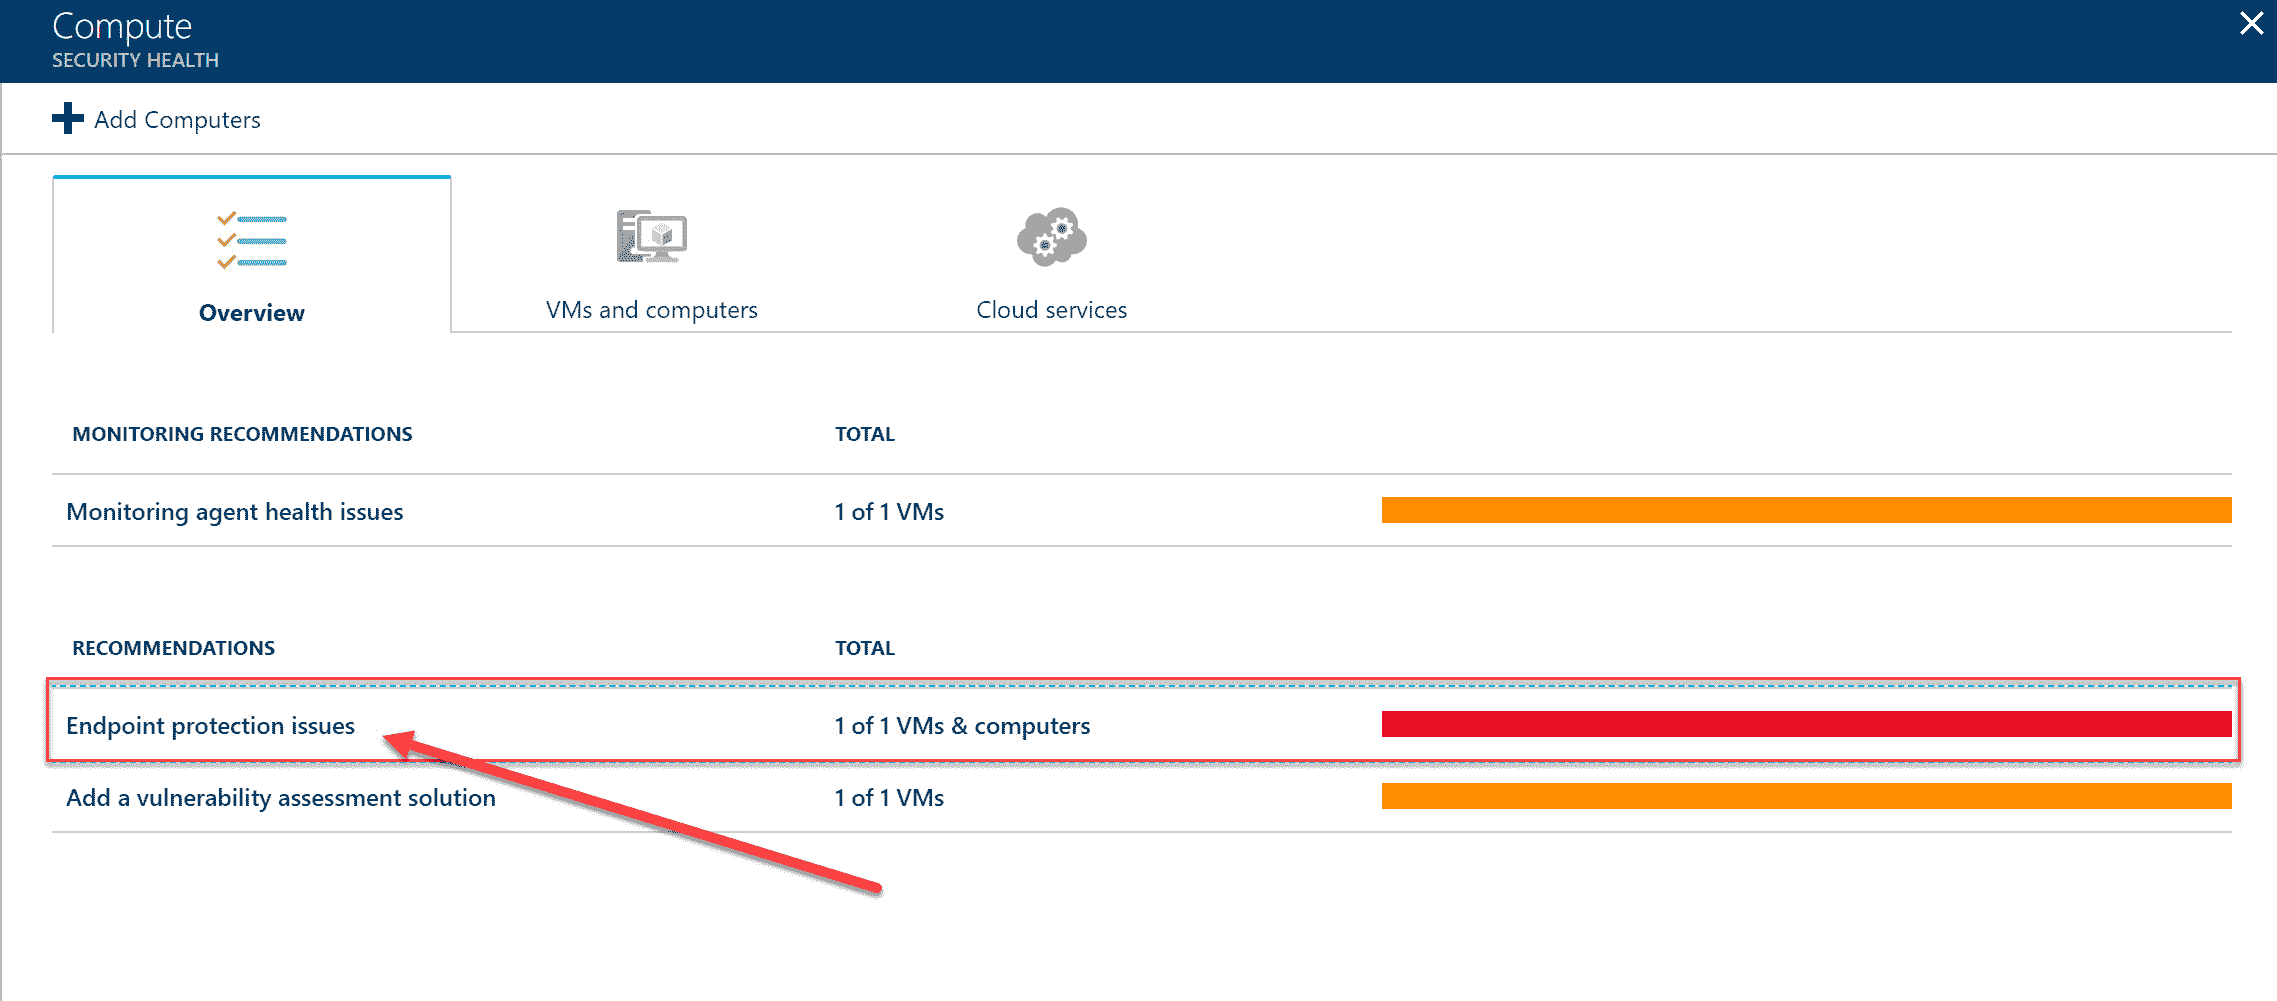 Compute
SECURITY HEALTH
Add Computers
Overview
VMs and computers
Cloud services
MONITORING RECOMMENDATIONS TOTAL
Monitoring agent health issues 1 of 1 VMs
RECOMMENDATIONS TOTAL
Endpoint protection issues 1 of 1 VMs & computers
Add a vulnerability assessment solution 1 of 1 VMs